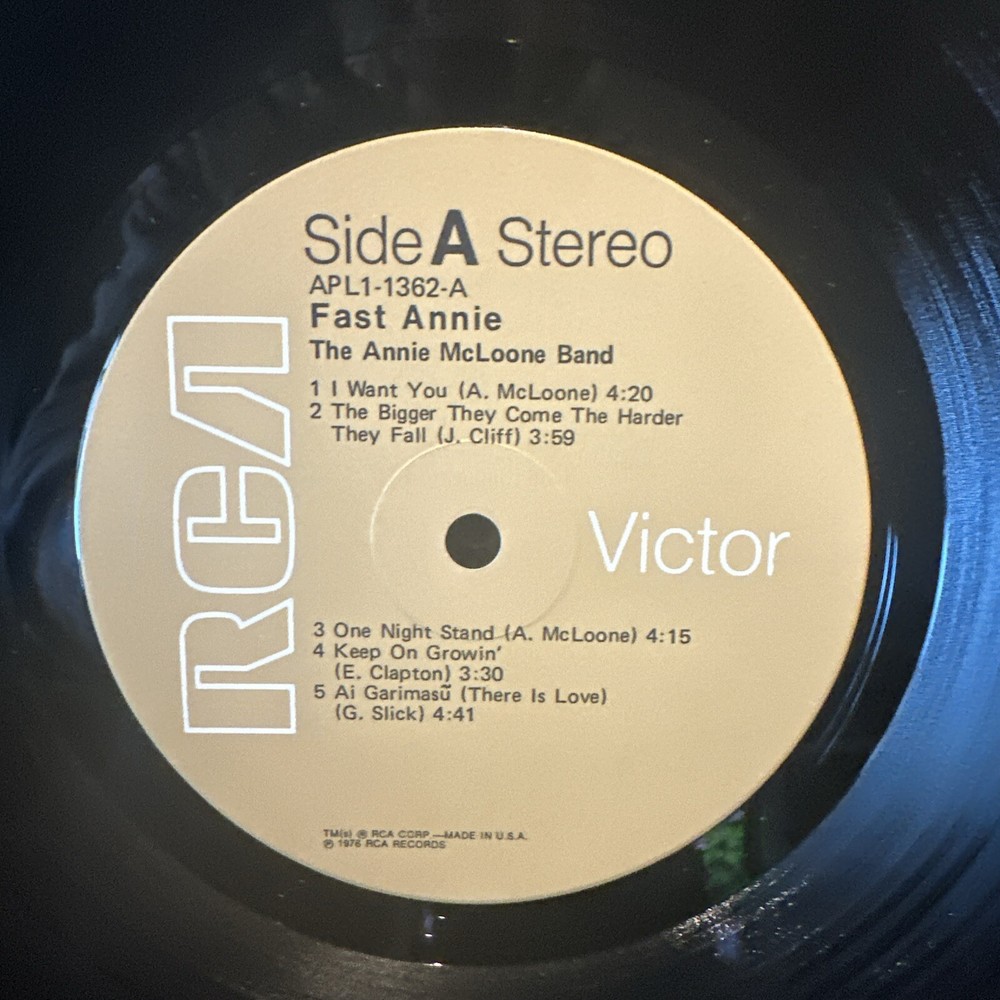 Side A Stereo
APL1-1362-A
Fast Annie
The Annie McLoone Band
1 I Want You (A. McLoone) 4:20
2 The Bigger They Come The Harder
They Fall (J. Cliff) 3:59
RCA
Victor
3 One Night Stand (A. McLoone) 4:15
4 Keep On Growin'
(E. Clapton) 3:30
5 Ai Garimasũ (There Is Love)
(G. Slick) 4:41
TM(s) ® RCA CORP.—MADE IN U.S.A.
℗ 1976 RCA RECORDS